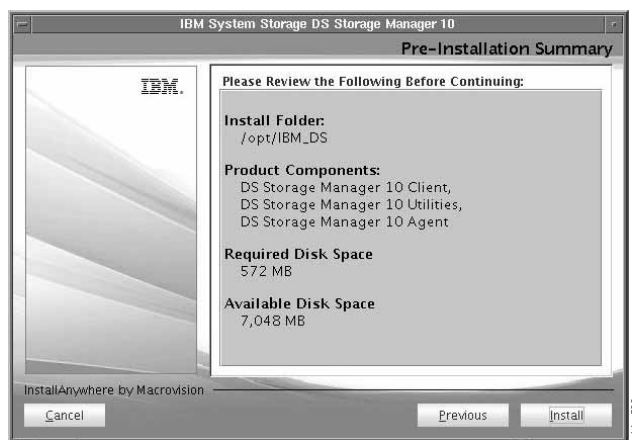 IBM System Storage DS Storage Manager 10
Pre-Installation Summary
IBM.
Please Review the Following Before Continuing:
Install Folder:
/opt/IBM_DS
Product Components:
DS Storage Manager 10 Client,
DS Storage Manager 10 Utilities,
DS Storage Manager 10 Agent
Required Disk Space
572 MB
Available Disk Space
7,048 MB
InstallAnywhere by Macrovision
Cancel
Previous
Install